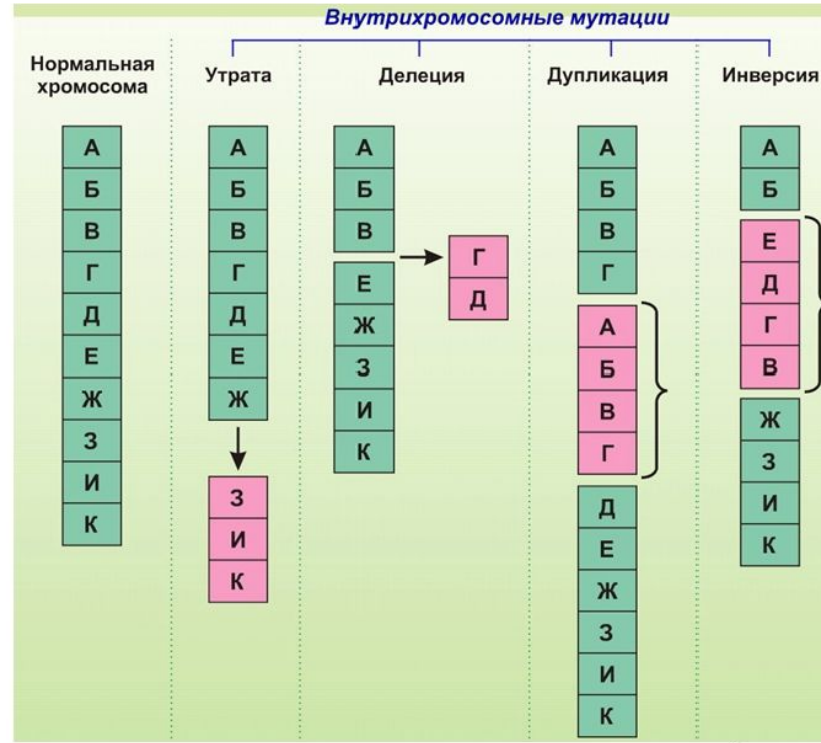 Внутрихромосомные мутации
Нормальная
хромосома
Утрата
Делеция
Дупликация
Инверсия
А
Б
В
Г
Д
Е
Ж
З
И
К
А
Б
В
Г
Д
Е
Ж
З
И
К
А
Б
В
Е
Ж
З
И
К
Г
Д
А
Б
В
Г
А
Б
В
Г
Д
Е
Ж
З
И
К
А
Б
Е
Д
Г
В
Ж
З
И
К